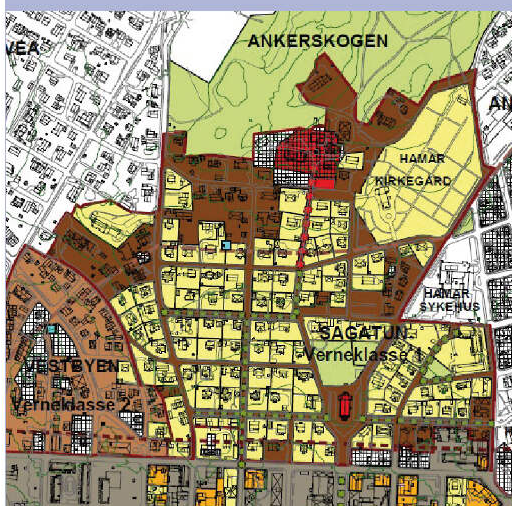 ANKERSKOGEN
VEA
AN
HAMAR
KIRKEGÅRD
HAMAR
SYKEHUS
SAGATUN
Verneklasse 1
VESTBYEN
Verneklasse